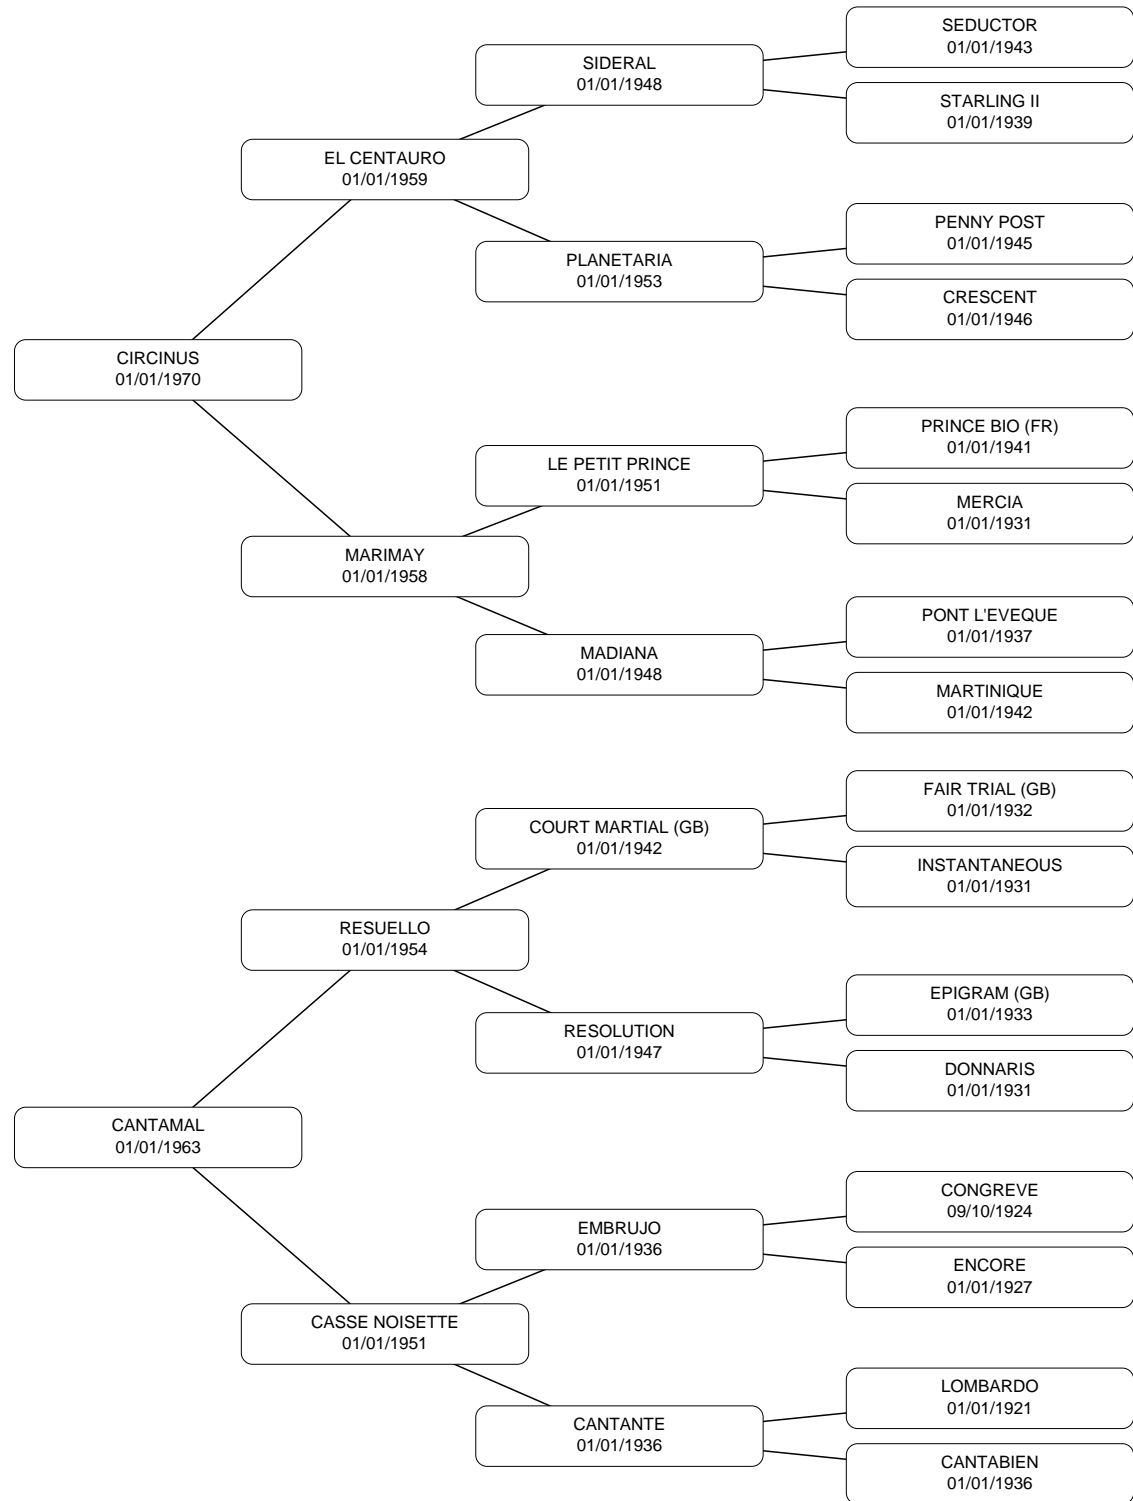 SEDUCTOR
01/01/1943
SIDERAL
01/01/1948
STARLING II
01/01/1939
EL CENTAURO
01/01/1959
PENNY POST
01/01/1945
PLANETARIA
01/01/1953
CRESCENT
01/01/1946
CIRCINUS
01/01/1970
PRINCE BIO (FR)
01/01/1941
LE PETIT PRINCE
01/01/1951
MERCIA
01/01/1931
MARIMAY
01/01/1958
PONT L'EVEQUE
01/01/1937
MADIANA
01/01/1948
MARTINIQUE
01/01/1942
FAIR TRIAL (GB)
01/01/1932
COURT MARTIAL (GB)
01/01/1942
INSTANTANEOUS
01/01/1931
RESUELLO
01/01/1954
EPIGRAM (GB)
01/01/1933
RESOLUTION
01/01/1947
DONNARIS
01/01/1931
CANTAMAL
01/01/1963
CONGREVE
09/10/1924
EMBRUJO
01/01/1936
ENCORE
01/01/1927
CASSE NOISETTE
01/01/1951
LOMBARDO
01/01/1921
CANTANTE
01/01/1936
CANTABIEN
01/01/1936